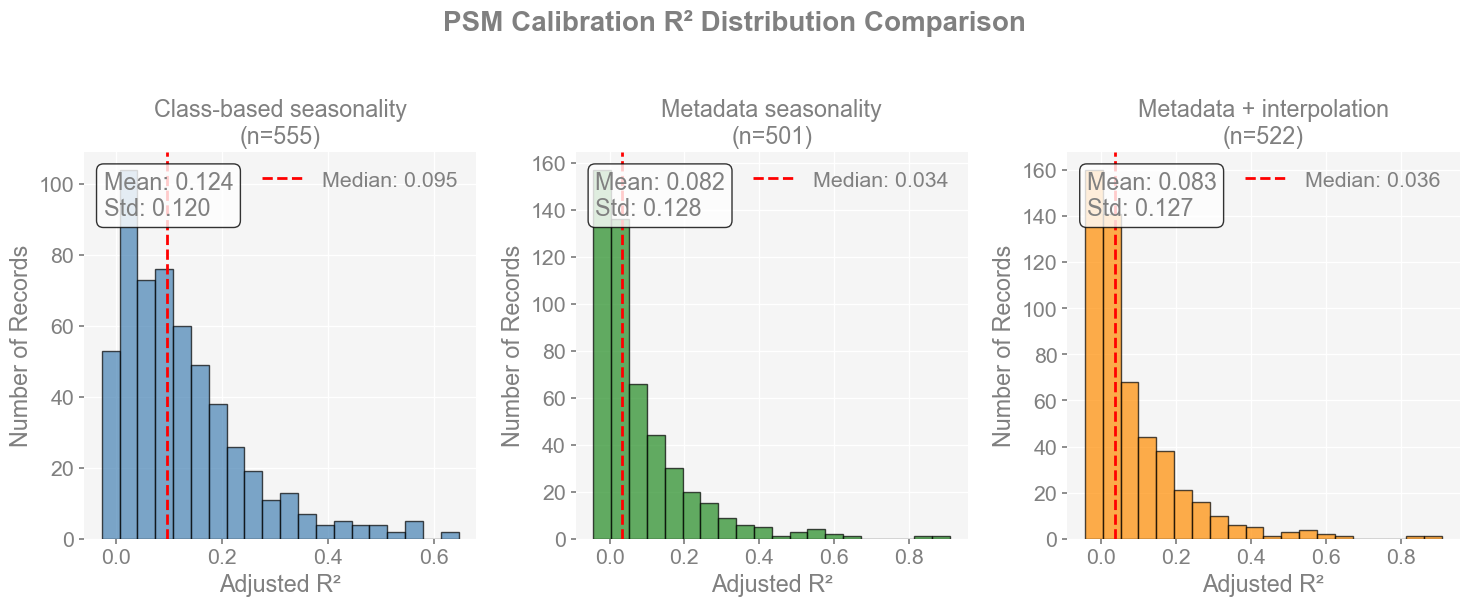 PSM Calibration R² Distribution Comparison
Class-based seasonality
(n=555)
Mean: 0.124
Std: 0.120
Median: 0.095
Number of Records
100
80
60
40
20
0
0.0 0.2 0.4 0.6
Adjusted R²
Metadata seasonality
(n=501)
Mean: 0.082
Std: 0.128
Median: 0.034
Number of Records
160
140
120
100
80
60
40
20
0
0.0 0.2 0.4 0.6 0.8
Adjusted R²
Metadata + interpolation
(n=522)
Mean: 0.083
Std: 0.127
Median: 0.036
Number of Records
160
140
120
100
80
60
40
20
0
0.0 0.2 0.4 0.6 0.8
Adjusted R²